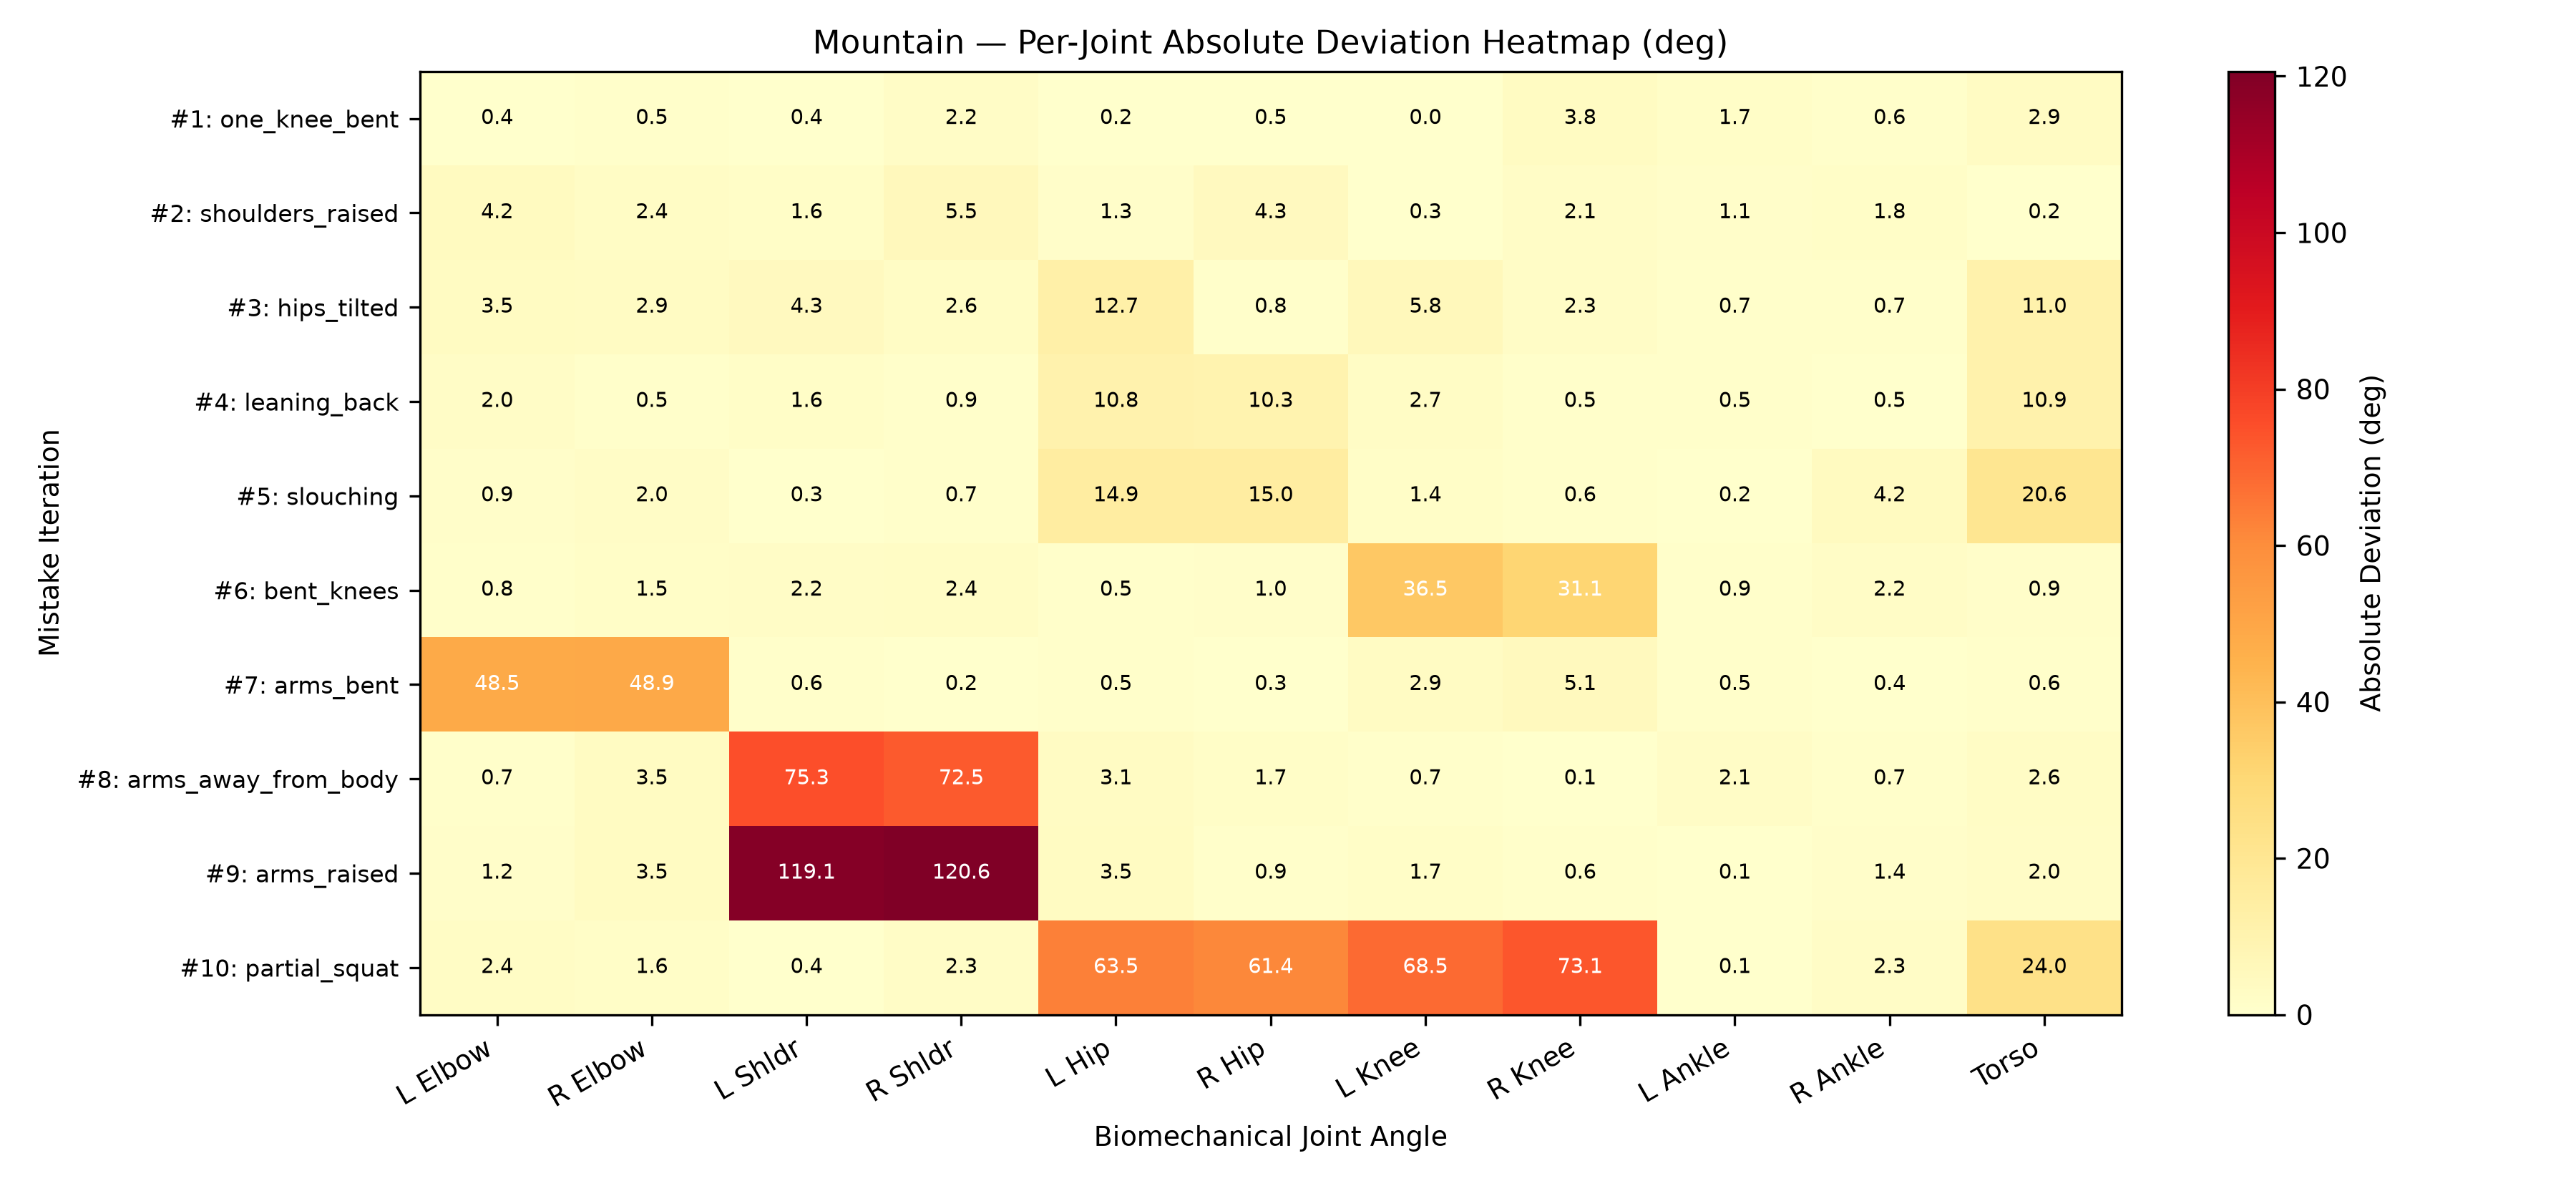 Mountain — Per-Joint Absolute Deviation Heatmap (deg)
Mistake Iteration
#1: one_knee_bent 0.4 0.5 0.4 2.2 0.2 0.5 0.0 3.8 1.7 0.6 2.9
#2: shoulders_raised 4.2 2.4 1.6 5.5 1.3 4.3 0.3 2.1 1.1 1.8 0.2
#3: hips_tilted 3.5 2.9 4.3 2.6 12.7 0.8 5.8 2.3 0.7 0.7 11.0
#4: leaning_back 2.0 0.5 1.6 0.9 10.8 10.3 2.7 0.5 0.5 0.5 10.9
#5: slouching 0.9 2.0 0.3 0.7 14.9 15.0 1.4 0.6 0.2 4.2 20.6
#6: bent_knees 0.8 1.5 2.2 2.4 0.5 1.0 36.5 31.1 0.9 2.2 0.9
#7: arms_bent 48.5 48.9 0.6 0.2 0.5 0.3 2.9 5.1 0.5 0.4 0.6
#8: arms_away_from_body 0.7 3.5 75.3 72.5 3.1 1.7 0.7 0.1 2.1 0.7 2.6
#9: arms_raised 1.2 3.5 119.1 120.6 3.5 0.9 1.7 0.6 0.1 1.4 2.0
#10: partial_squat 2.4 1.6 0.4 2.3 63.5 61.4 68.5 73.1 0.1 2.3 24.0
L Elbow R Elbow L Shldr R Shldr L Hip R Hip L Knee R Knee L Ankle R Ankle Torso
Biomechanical Joint Angle
120
100
80
60
40
20
0
Absolute Deviation (deg)